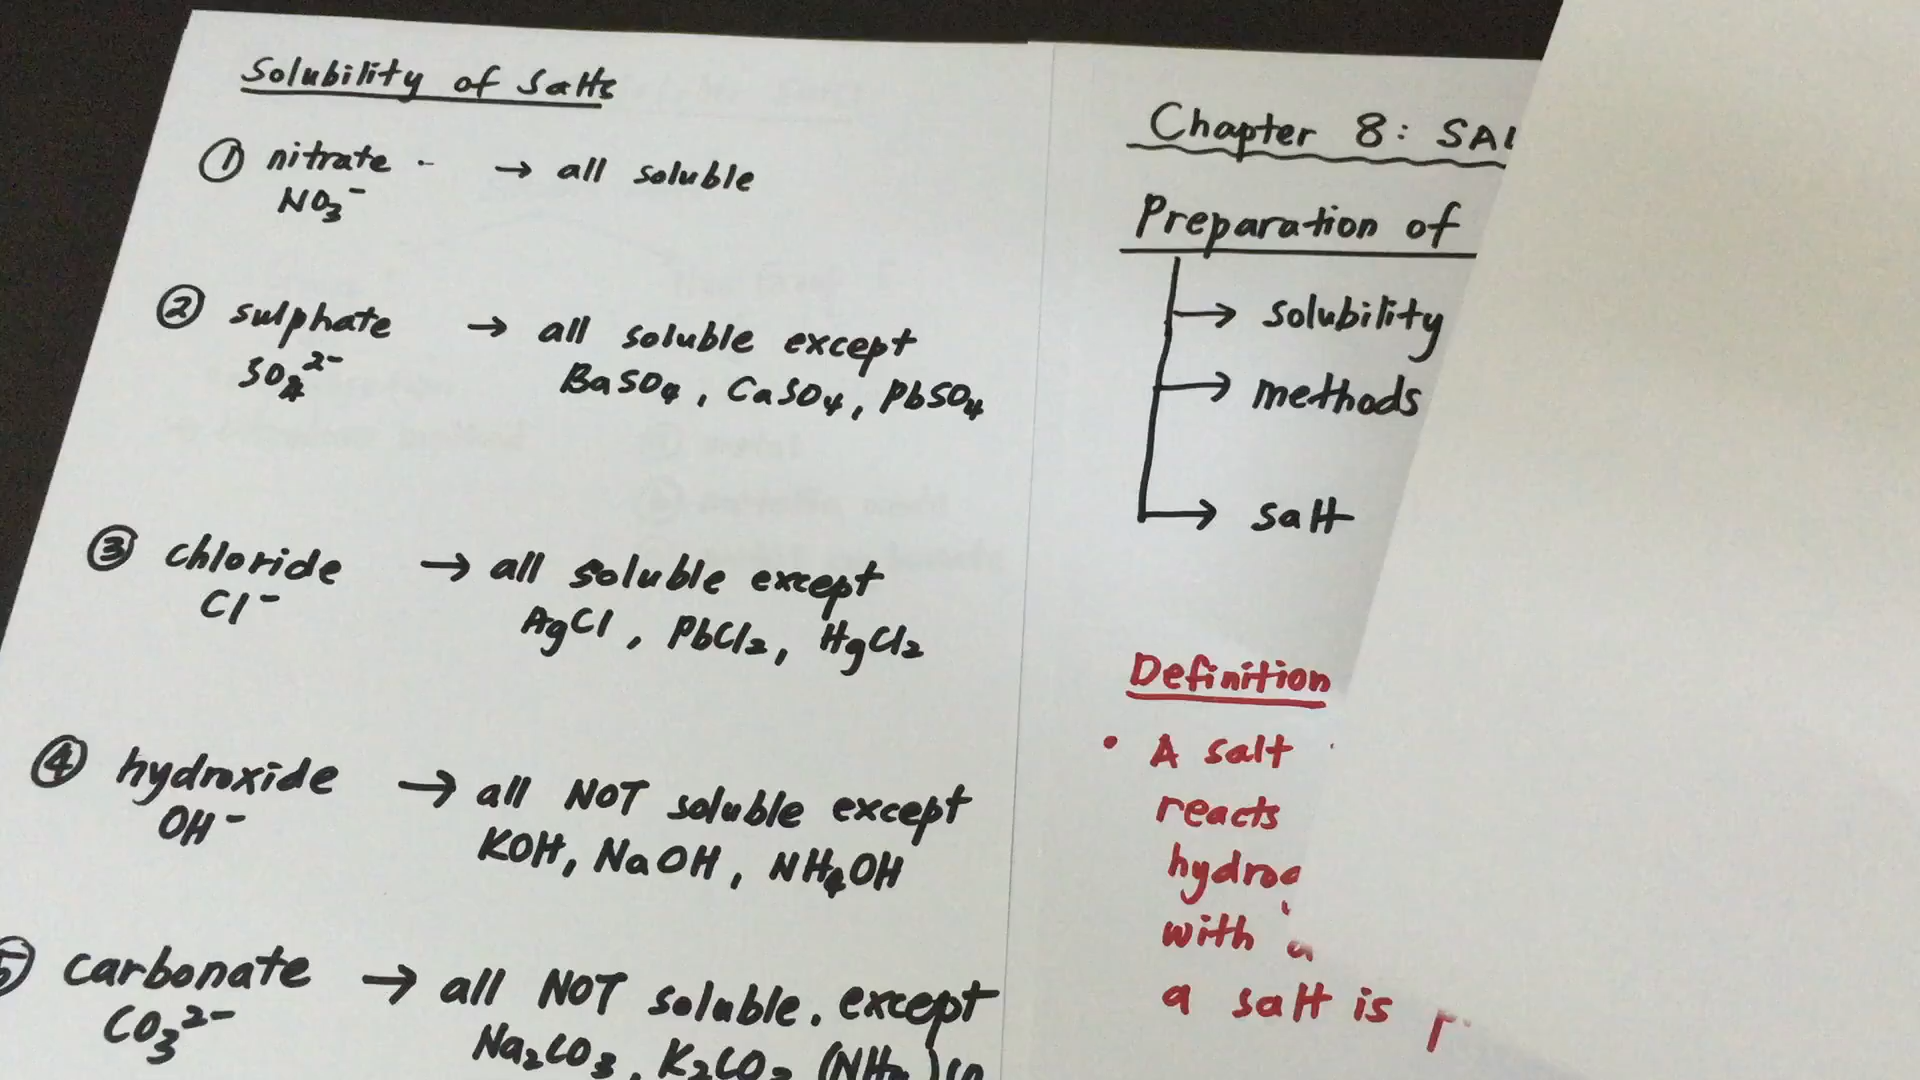 Solubility of Salts
① nitrate → all soluble
NO₃⁻
② sulphate → all soluble except
SO₄²⁻ BaSO₄, CaSO₄, PbSO₄
③ chloride → all soluble except
Cl⁻ AgCl, PbCl₂, HgCl₂
④ hydroxide → all NOT soluble except
OH⁻ KOH, NaOH, NH₄OH
⑤ carbonate → all NOT soluble. except
CO₃²⁻ Na₂CO₃, K₂CO₃
Chapter 8: SAL
Preparation of
→ solubility
→ methods
→ salt
Definition
• A salt
reacts
with a
a salt is